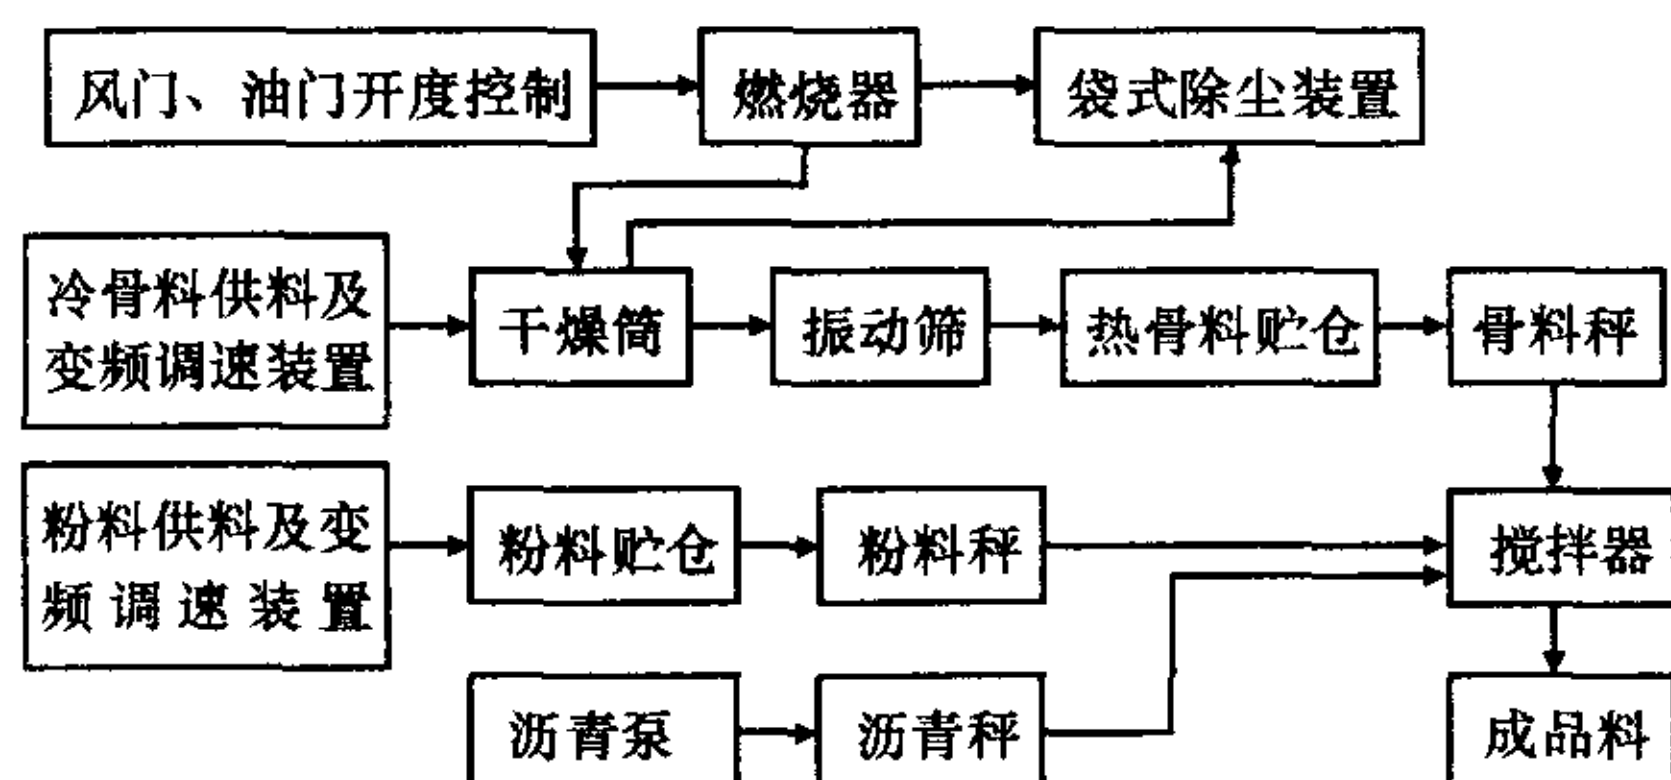 风门、油门开度控制
燃烧器
袋式除尘装置
冷骨料供料及
变频调速装置
干燥筒
振动筛
热骨料贮仓
骨料秤
粉料供料及变
频调速装置
粉料贮仓
粉料秤
搅拌器
沥青泵
沥青秤
成品料